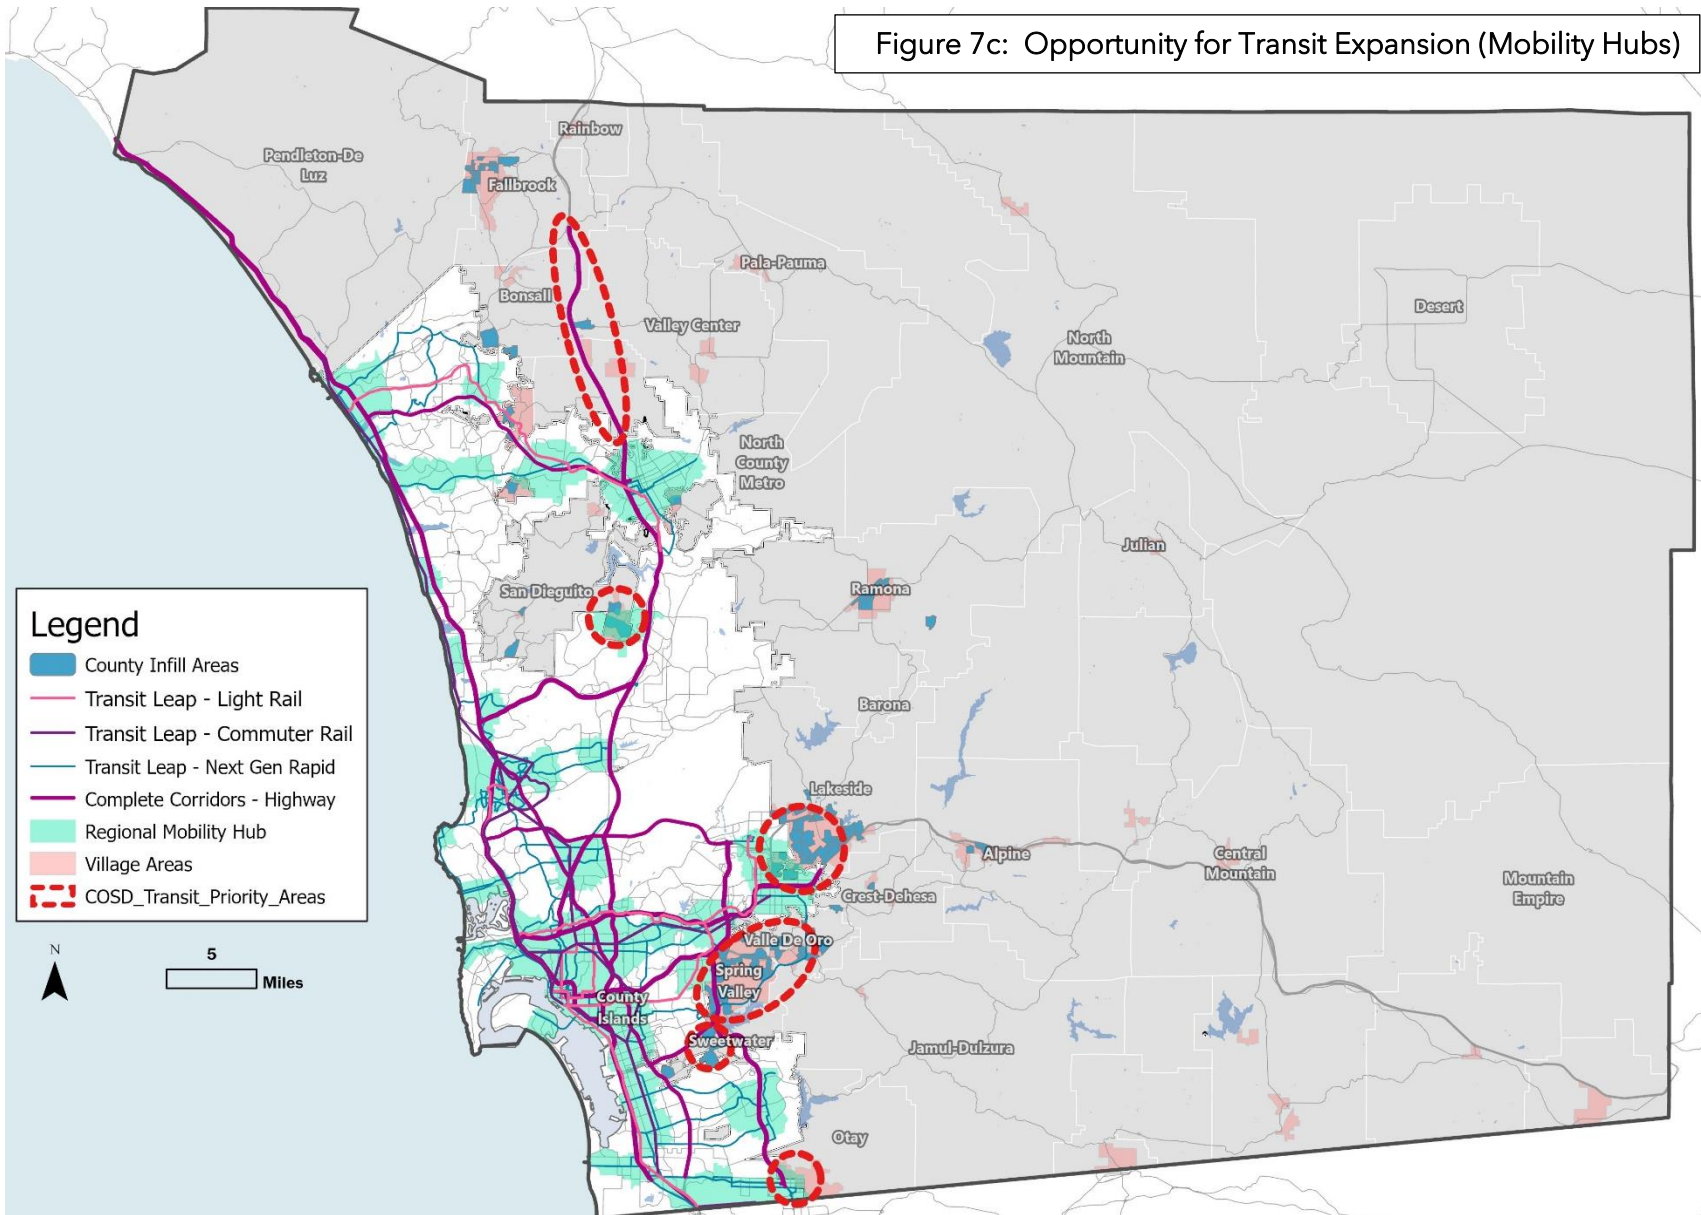 Figure 7c: Opportunity for Transit Expansion (Mobility Hubs)
Rainbow
Pendleton-De
Luz
Fallbrook
Pala-Pauma
Bonsall
Valley Center
Desert
North
Mountain
North
County
Metro
Julian
San Dieguito
Ramona
Legend
County Infill Areas
Transit Leap - Light Rail
Transit Leap - Commuter Rail
Transit Leap - Next Gen Rapid
Complete Corridors - Highway
Regional Mobility Hub
Village Areas
COSD_Transit_Priority_Areas
Barona
Lakeside
Alpine
Central
Mountain
Crest-Dehesa
Mountain
Empire
Valle De Oro
Spring
Valley
County
Islands
Sweetwater
Jamul-Dulzura
Otay
N
5
Miles